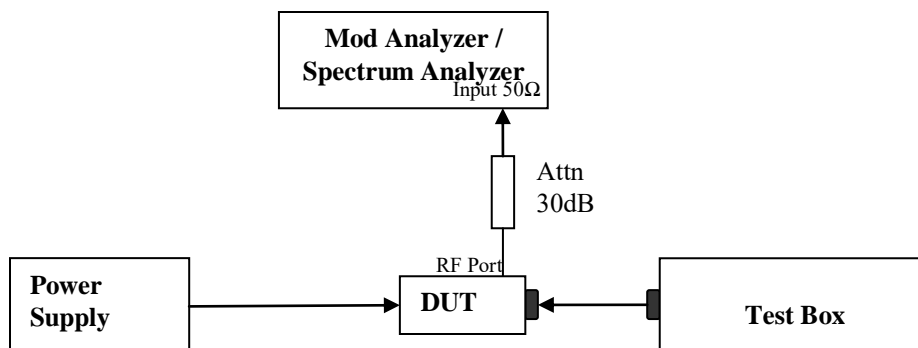 Mod Analyzer /
Spectrum Analyzer
Input 50Ω
Attn
30dB
RF Port
Power
Supply
DUT
Test Box